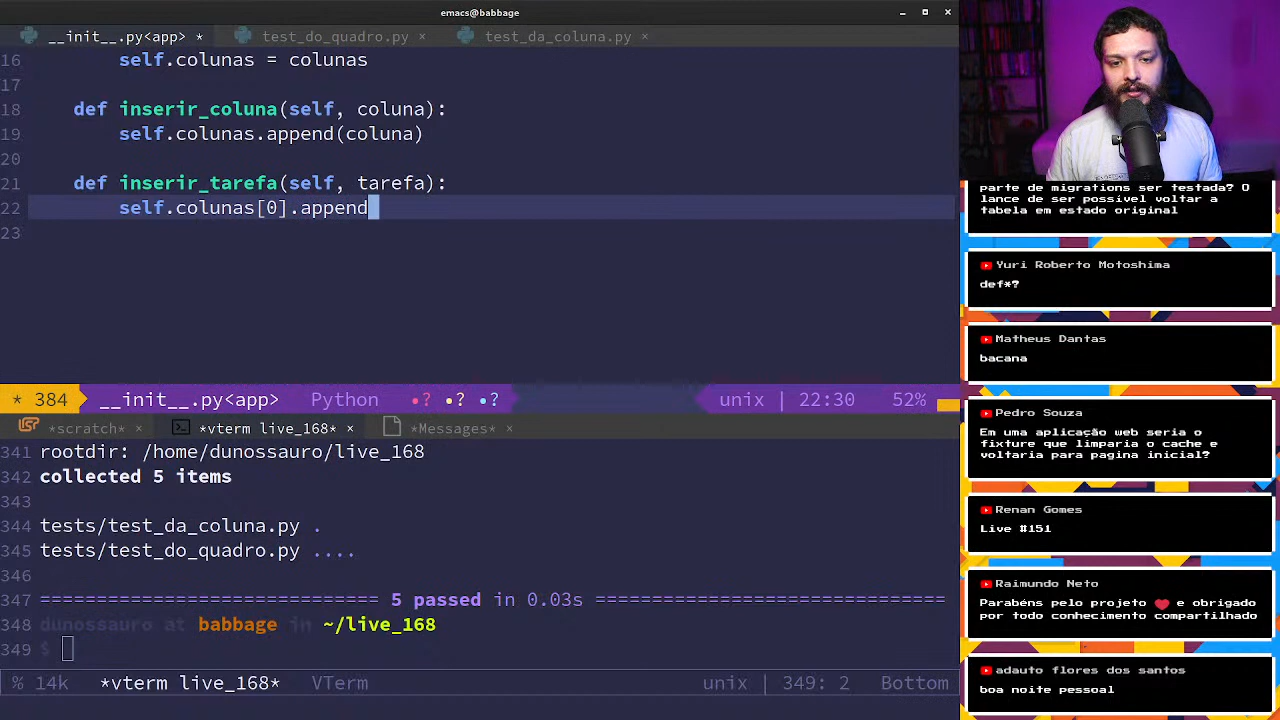 emacs@babbage
__init__.py<app> * test_do_quadro.py × test_da_coluna.py ×
16 self.colunas = colunas
17
18 def inserir_coluna(self, coluna):
19 self.colunas.append(coluna)
20
21 def inserir_tarefa(self, tarefa):
22 self.colunas[0].append
23
* 384 __init__.py<app> Python •? •? •? unix | 22:30 52%
*scratch* × *vterm live_168* × *Messages* ×
341 rootdir: /home/dunossauro/live_168
342 collected 5 items
343
344 tests/test_da_coluna.py .
345 tests/test_do_quadro.py ....
346
347 ============================= 5 passed in 0.03s ==============================
348 dunossauro at babbage in ~/live_168
349 $
% 14k *vterm live_168* VTerm unix | 349: 2 Bottom
parte de migrations ser testada? O
lance de ser possível voltar a
tabela em estado original
Yuri Roberto Motoshima
def*?
Matheus Dantas
bacana
Pedro Souza
Em uma aplicação web seria o
fixture que limparia o cache e
voltaria para pagina inicial?
Renan Gomes
Live #151
Raimundo Neto
Parabéns pelo projeto ❤ e obrigado
por todo conhecimento compartilhado
adauto flores dos santos
boa noite pessoal